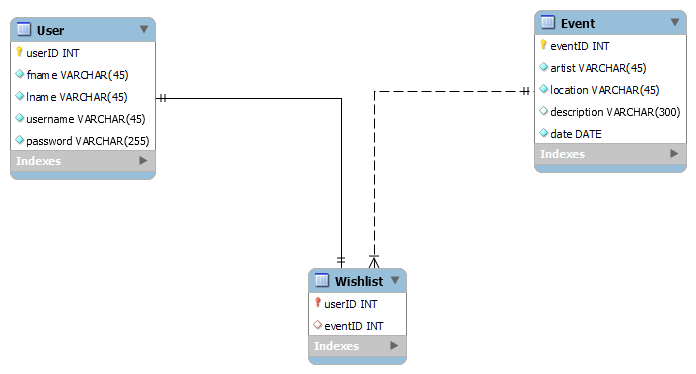 User
userID INT
fname VARCHAR(45)
lname VARCHAR(45)
username VARCHAR(45)
password VARCHAR(255)
Indexes
Event
eventID INT
artist VARCHAR(45)
location VARCHAR(45)
description VARCHAR(300)
date DATE
Indexes
Wishlist
userID INT
eventID INT
Indexes